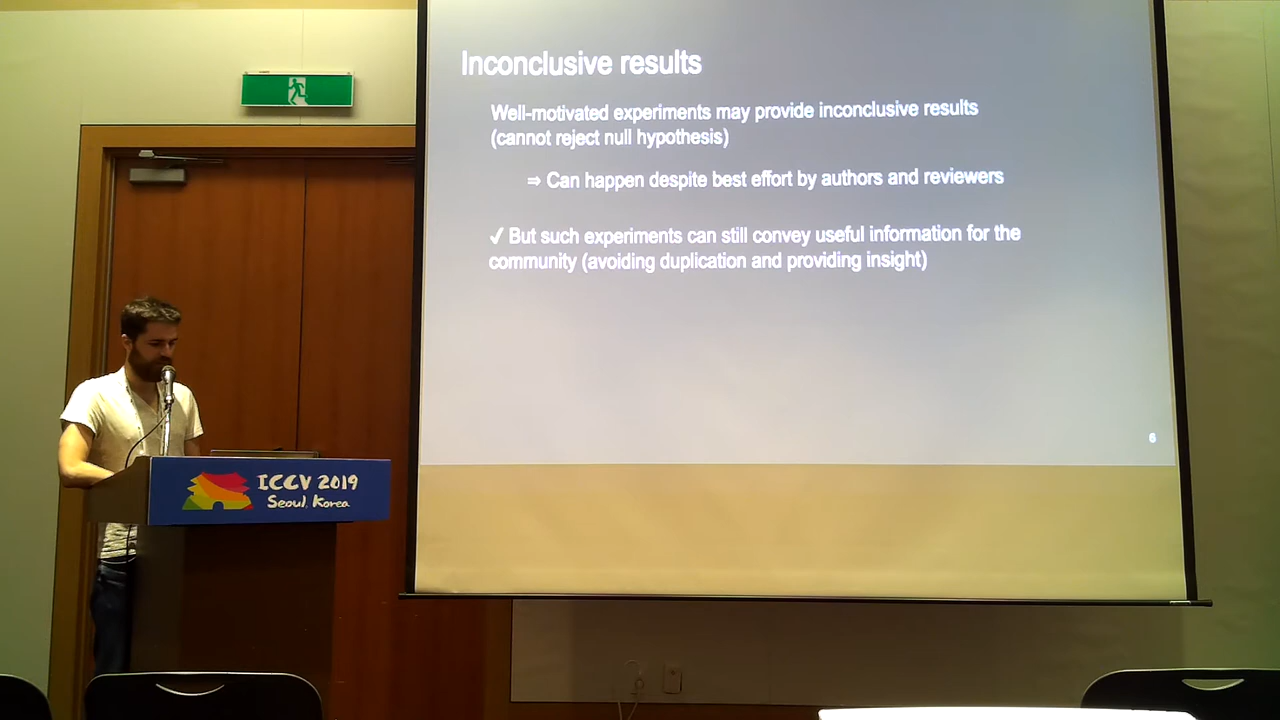 Inconclusive results
Well-motivated experiments may provide inconclusive results
(cannot reject null hypothesis)
⇒ Can happen despite best effort by authors and reviewers
✓ But such experiments can still convey useful information for the
community (avoiding duplication and providing insight)
6
ICCV 2019
Seoul, Korea